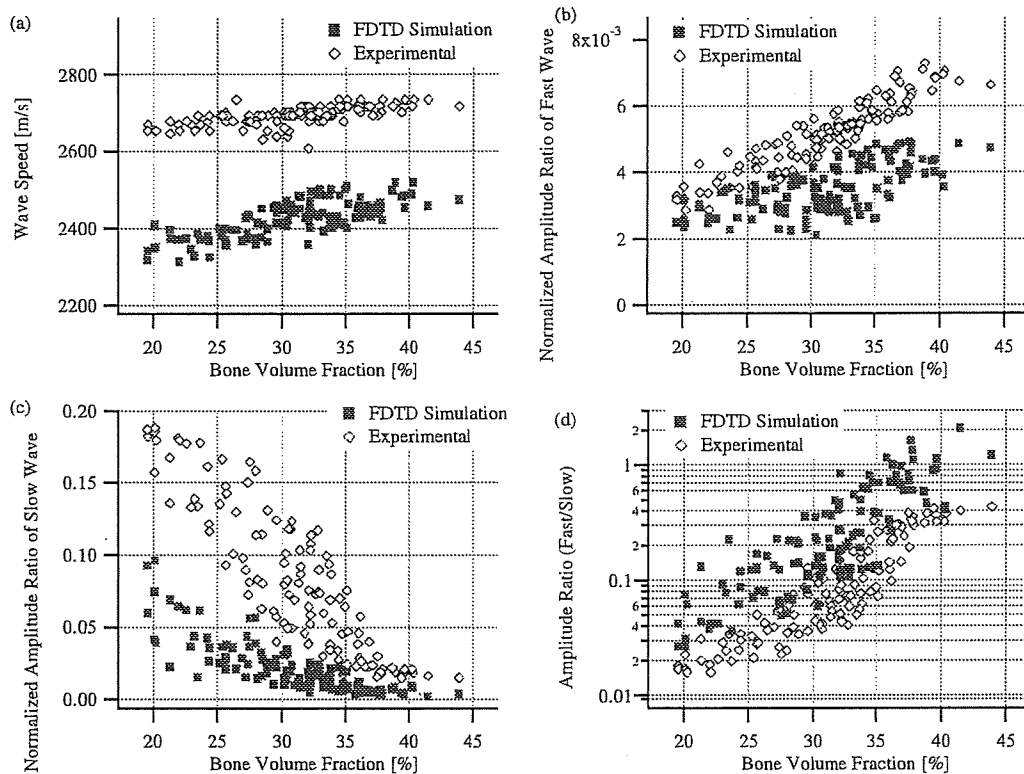 (a)
FDTD Simulation
Experimental
Wave Speed [m/s]
2800
2600
2400
2200
20 25 30 35 40 45
Bone Volume Fraction [%]
(b)
FDTD Simulation
Experimental
Normalized Amplitude Ratio of Fast Wave
8x10⁻³
6
4
2
0
20 25 30 35 40 45
Bone Volume Fraction [%]
(c)
FDTD Simulation
Experimental
Normalized Amplitude Ratio of Slow Wave
0.20
0.15
0.10
0.05
0.00
20 25 30 35 40 45
Bone Volume Fraction [%]
(d)
FDTD Simulation
Experimental
Amplitude Ratio (Fast/Slow)
2
1
6
4
3
2
0.1
6
4
3
2
0.01
20 25 30 35 40 45
Bone Volume Fraction [%]